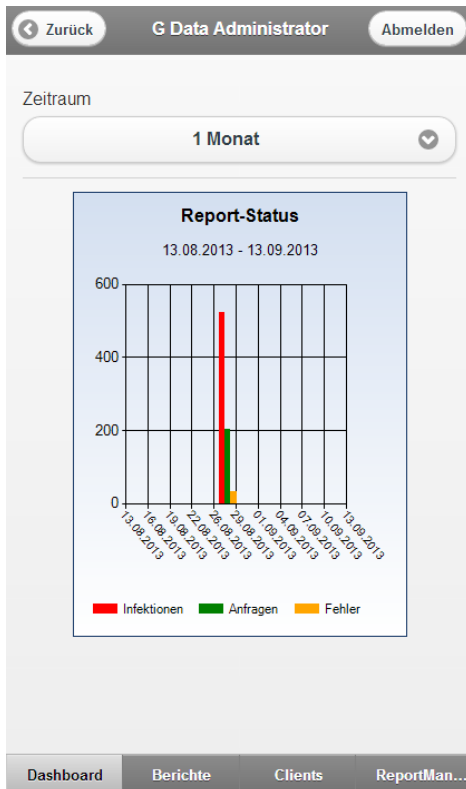 Zurück G Data Administrator Abmelden
Zeitraum
1 Monat
Report-Status
13.08.2013 - 13.09.2013
600
400
200
0
13.08.2013 16.08.2013 19.08.2013 22.08.2013 26.08.2013 29.08.2013 01.09.2013 04.09.2013 07.09.2013 10.09.2013 13.09.2013
Infektionen Anfragen Fehler
Dashboard Berichte Clients ReportMan...